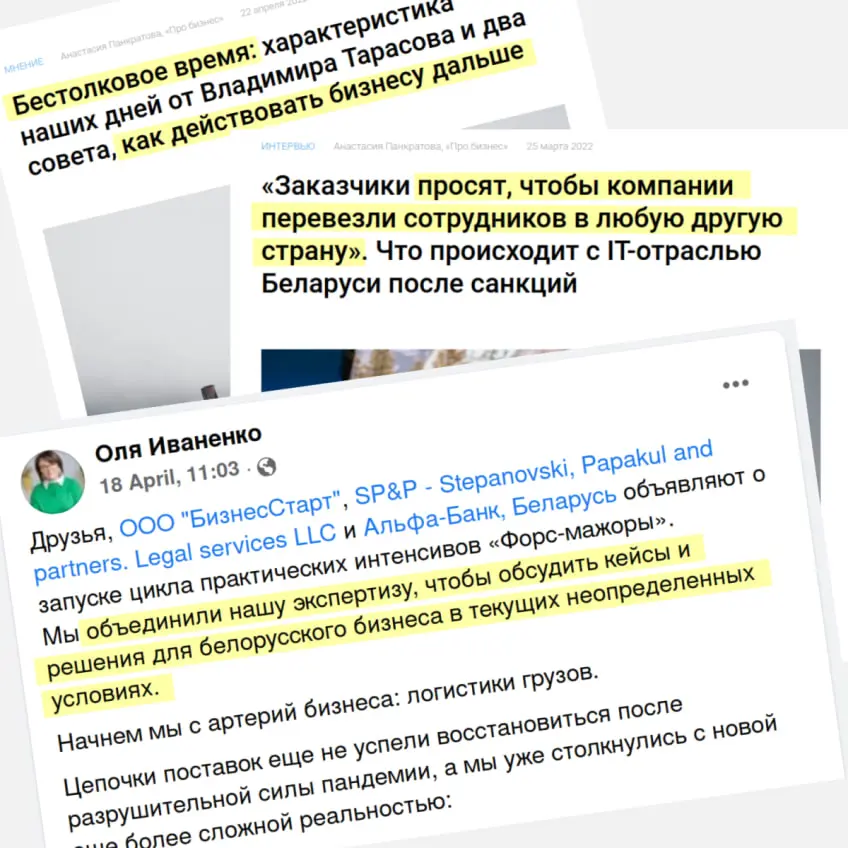 МНЕНИЕ Анастасия Панкратова, «Про бизнес» 22 апреля
Бестолковое время: характеристика
наших дней от Владимира Тарасова и два
совета, как действовать бизнесу дальше
ИНТЕРВЬЮ Анастасия Панкратова, «Про бизнес» 25 марта 2022
«Заказчики просят, чтобы компании
перевезли сотрудников в любую другую
страну». Что происходит с IT-отраслью
Беларуси после санкций
Оля Иваненко
18 April, 11:03 ·
Друзья, ООО "БизнесСтарт", SP&P - Stepanovski, Papakul and
partners. Legal services LLC и Альфа-Банк, Беларусь объявляют о
запуске цикла практических интенсивов «Форс-мажоры».
Мы объединили нашу экспертизу, чтобы обсудить кейсы и
решения для белорусского бизнеса в текущих неопределенных
условиях.
Начнем мы с артерий бизнеса: логистики грузов.
Цепочки поставок еще не успели восстановиться после
разрушительной силы пандемии, а мы уже столкнулись с новой
еще более сложной реальностью: